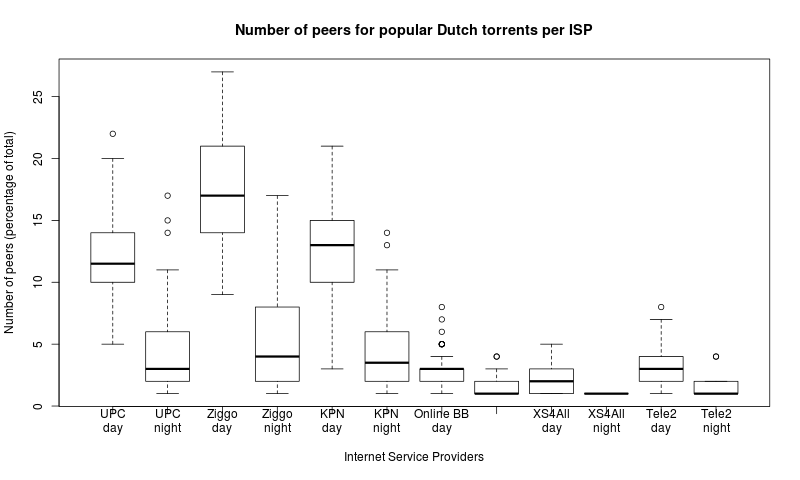 Number of peers for popular Dutch torrents per ISP
Number of peers (percentage of total)
25
20
15
10
5
0
UPC day
UPC night
Ziggo day
Ziggo night
KPN day
KPN night
Online BB day
XS4All day
XS4All night
Tele2 day
Tele2 night
Internet Service Providers